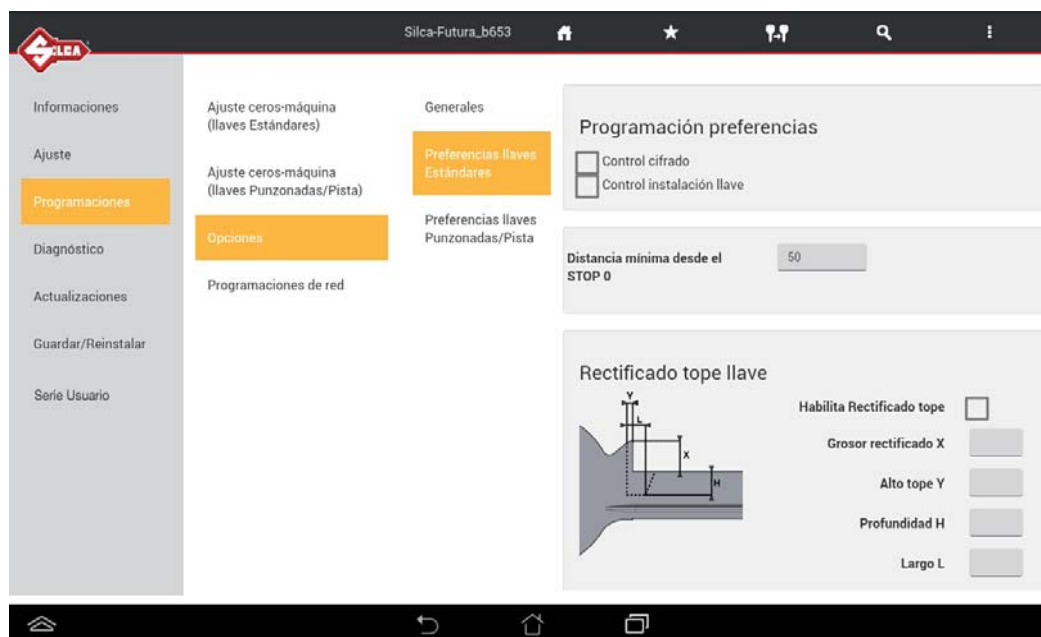 Silca-Futura_b653
SILCA
Informaciones
Ajuste
Programaciones
Diagnóstico
Actualizaciones
Guardar/Reinstalar
Serie Usuario
Ajuste ceros-máquina
(llaves Estándares)
Ajuste ceros-máquina
(llaves Punzonadas/Pista)
Opciones
Programaciones de red
Generales
Preferencias llaves
Estándares
Preferencias llaves
Punzonadas/Pista
Programación preferencias
Control cifrado
Control instalación llave
Distancia mínima desde el
STOP 0
50
Rectificado tope llave
Y
L
X
H
Habilita Rectificado tope
Grosor rectificado X
Alto tope Y
Profundidad H
Largo L